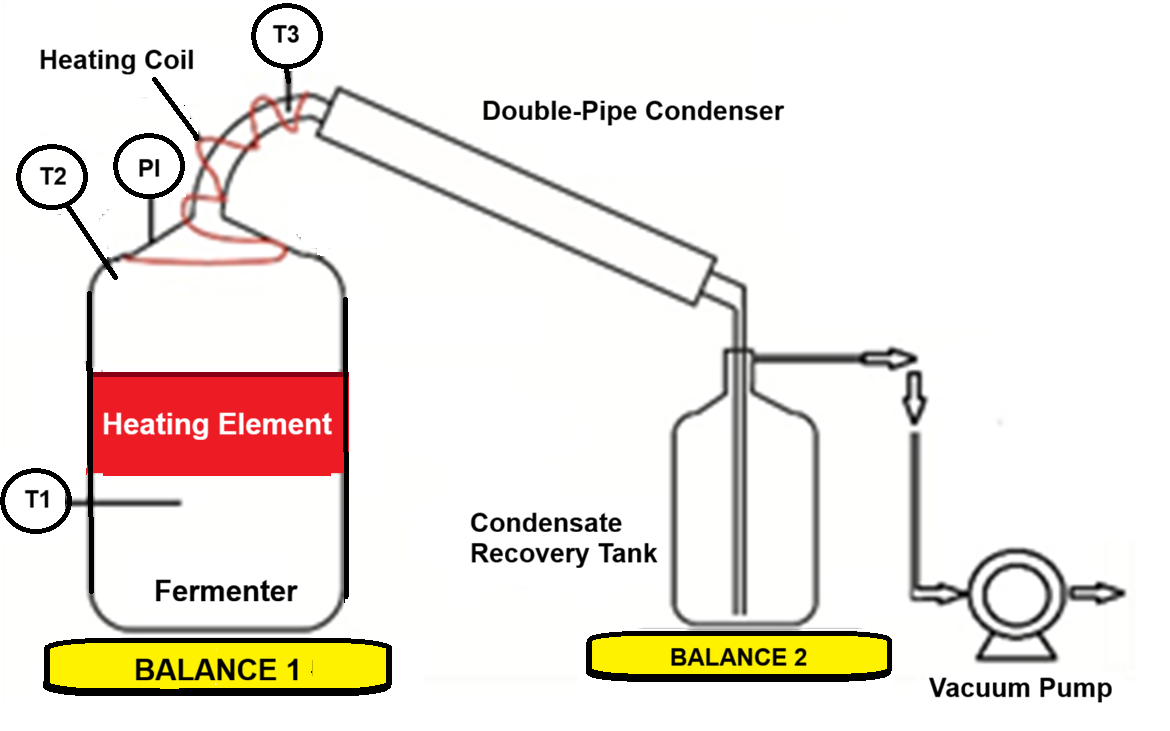 T3
Heating Coil
Double-Pipe Condenser
PI
T2
Heating Element
T1
Condensate
Recovery Tank
Fermenter
BALANCE 1
BALANCE 2
Vacuum Pump